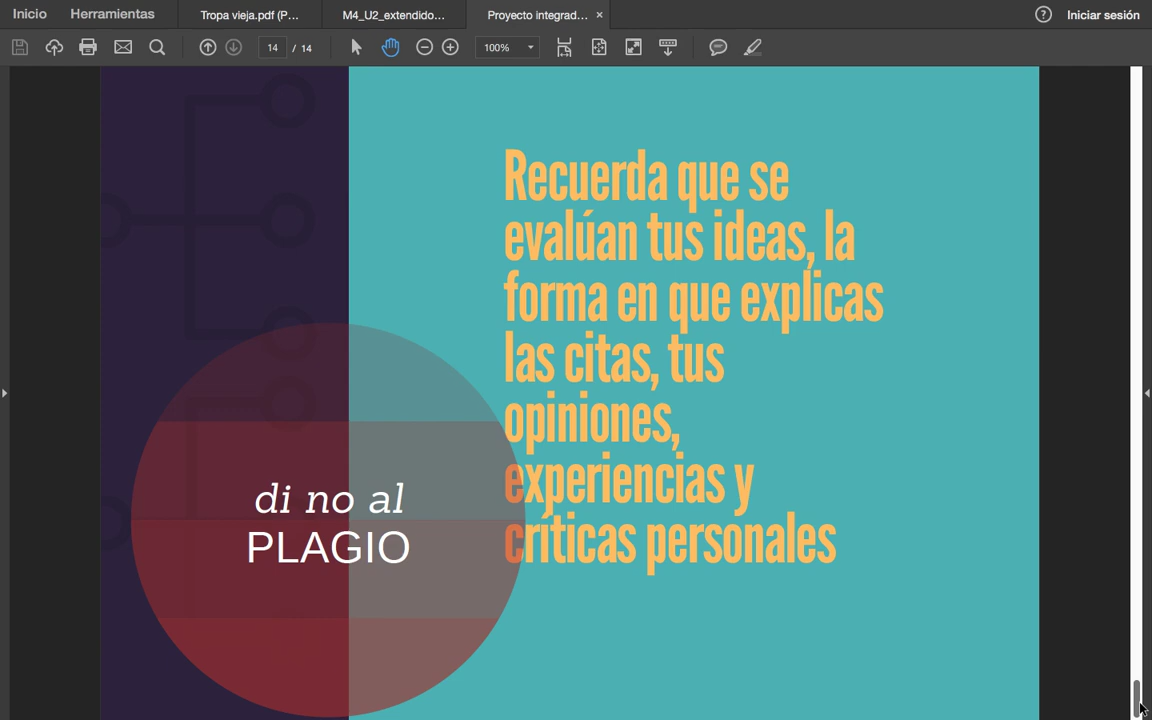 Inicio Herramientas Tropa vieja.pdf (P... M4_U2_extendido... Proyecto integrad... × ? Iniciar sesión
14 / 14 100%
Recuerda que se
evalúan tus ideas, la
forma en que explicas
las citas, tus
opiniones,
experiencias y
críticas personales
di no al
PLAGIO